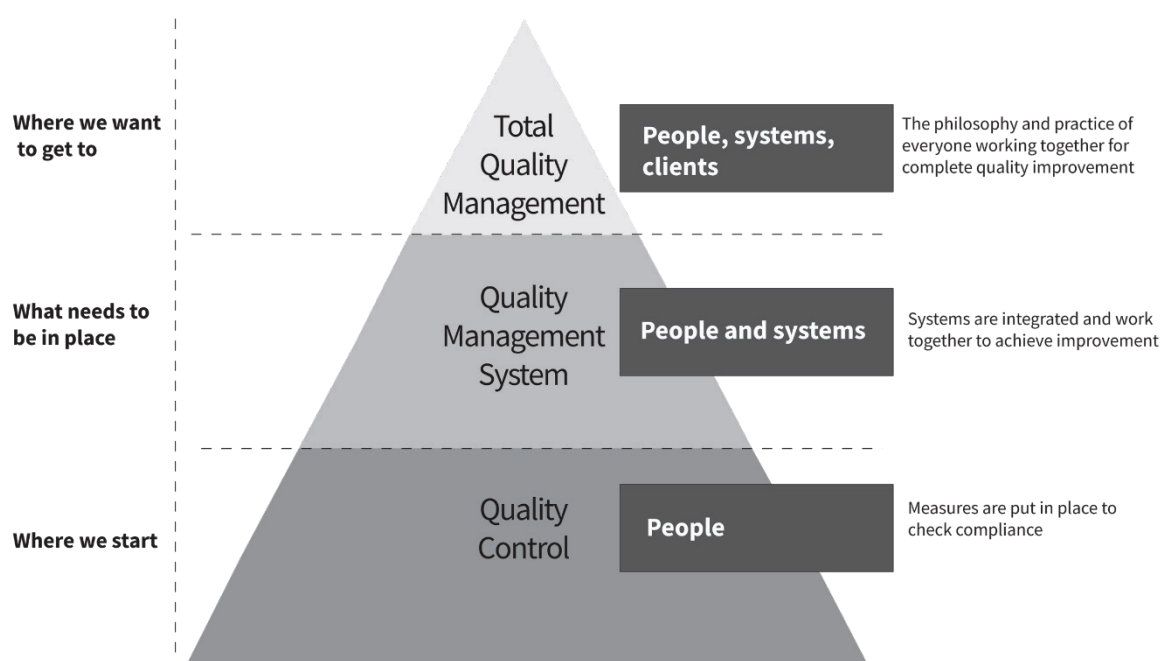 Where we want
to get to
Total
Quality
Management
People, systems,
clients
The philosophy and practice of
everyone working together for
complete quality improvement
What needs to
be in place
Quality
Management
System
People and systems
Systems are integrated and work
together to achieve improvement
Where we start
Quality
Control
People
Measures are put in place to
check compliance